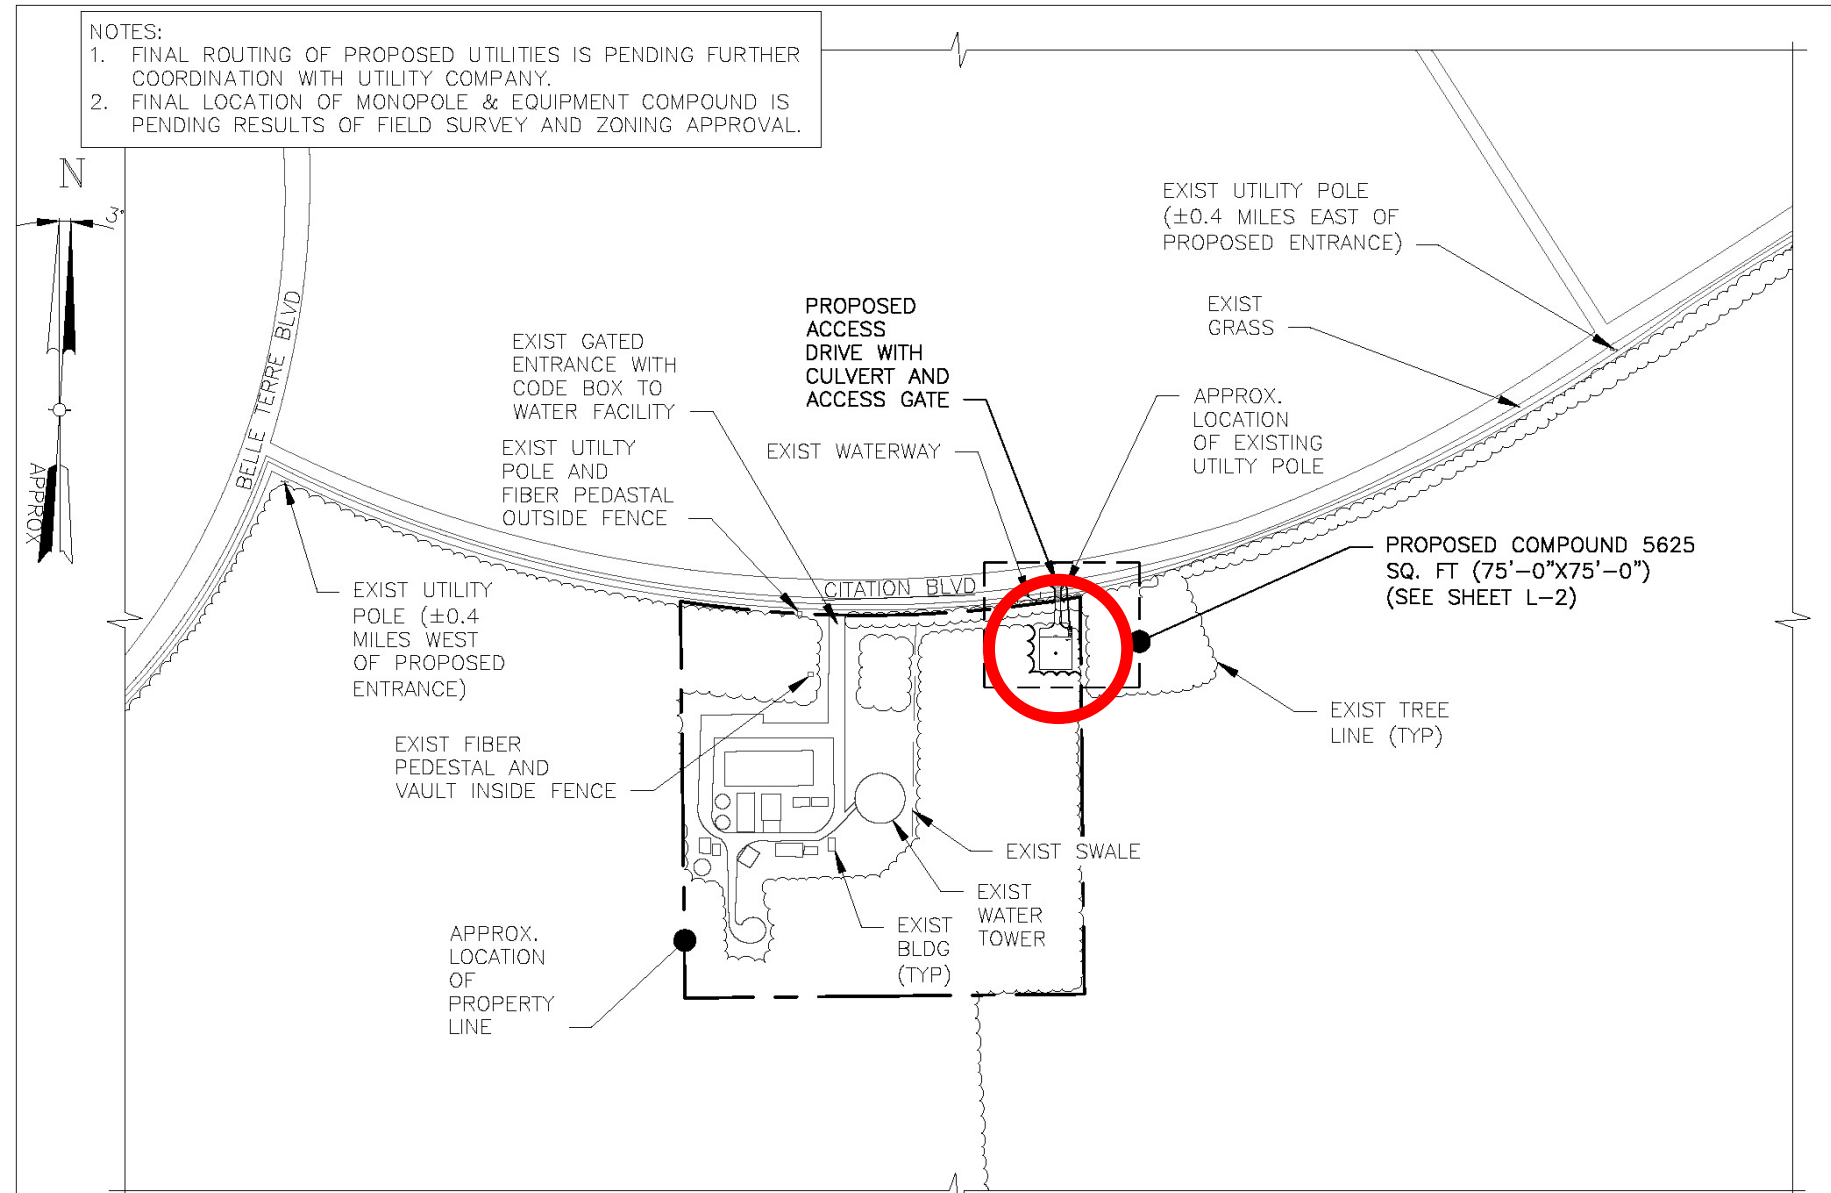 NOTES:
1. FINAL ROUTING OF PROPOSED UTILITIES IS PENDING FURTHER
COORDINATION WITH UTILITY COMPANY.
2. FINAL LOCATION OF MONOPOLE & EQUIPMENT COMPOUND IS
PENDING RESULTS OF FIELD SURVEY AND ZONING APPROVAL.
N
3°
APPROX
BELLE TERRE BLVD
EXIST GATED
ENTRANCE WITH
CODE BOX TO
WATER FACILITY
EXIST UTILTY
POLE AND
FIBER PEDASTAL
OUTSIDE FENCE
PROPOSED
ACCESS
DRIVE WITH
CULVERT AND
ACCESS GATE
EXIST WATERWAY
EXIST UTILITY POLE
(±0.4 MILES EAST OF
PROPOSED ENTRANCE)
EXIST
GRASS
APPROX.
LOCATION
OF EXISTING
UTILTY POLE
PROPOSED COMPOUND 5625
SQ. FT (75'-0"X75'-0")
(SEE SHEET L-2)
CITATION BLVD
EXIST UTILITY
POLE (±0.4
MILES WEST
OF PROPOSED
ENTRANCE)
EXIST TREE
LINE (TYP)
EXIST FIBER
PEDESTAL AND
VAULT INSIDE FENCE
EXIST SWALE
EXIST
WATER
TOWER
EXIST
BLDG
(TYP)
APPROX.
LOCATION
OF
PROPERTY
LINE